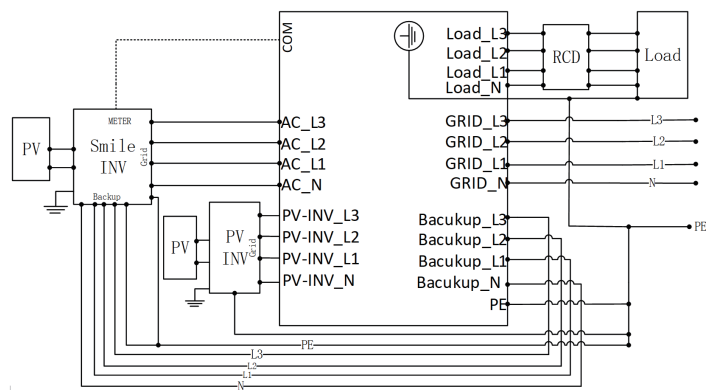 COM
Load_L3
Load_L2
Load_L1
Load_N
RCD
Load
METER
Smile
INV
Grid
Backup
PV
AC_L3
AC_L2
AC_L1
AC_N
GRID_L3
GRID_L2
GRID_L1
GRID_N
L3
L2
L1
N
PE
PV
PV
INV
Grid
PV-INV_L3
PV-INV_L2
PV-INV_L1
PV-INV_N
Bacukup_L3
Bacukup_L2
Bacukup_L1
Bacukup_N
PE
PE
L3
L2
L1
N